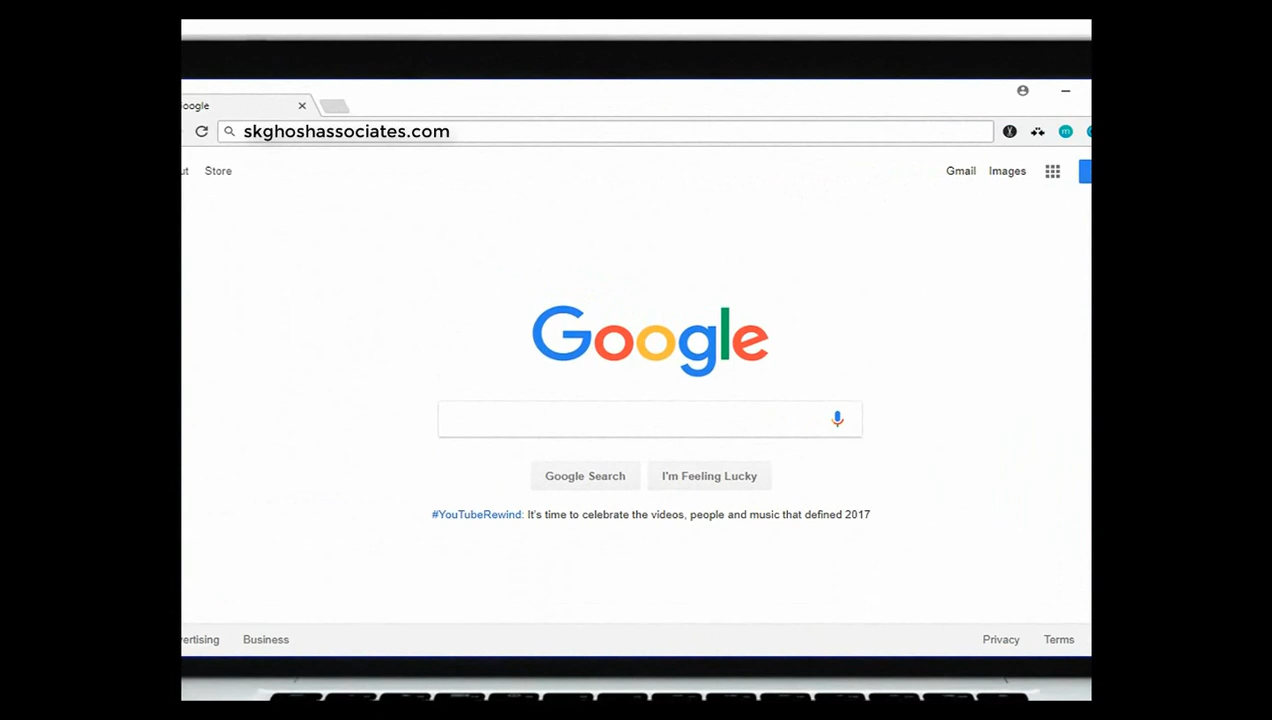 oogle
skghoshassociates.com
ut Store Gmail Images
Google
Google Search I'm Feeling Lucky
#YouTubeRewind: It's time to celebrate the videos, people and music that defined 2017
ertising Business Privacy Terms